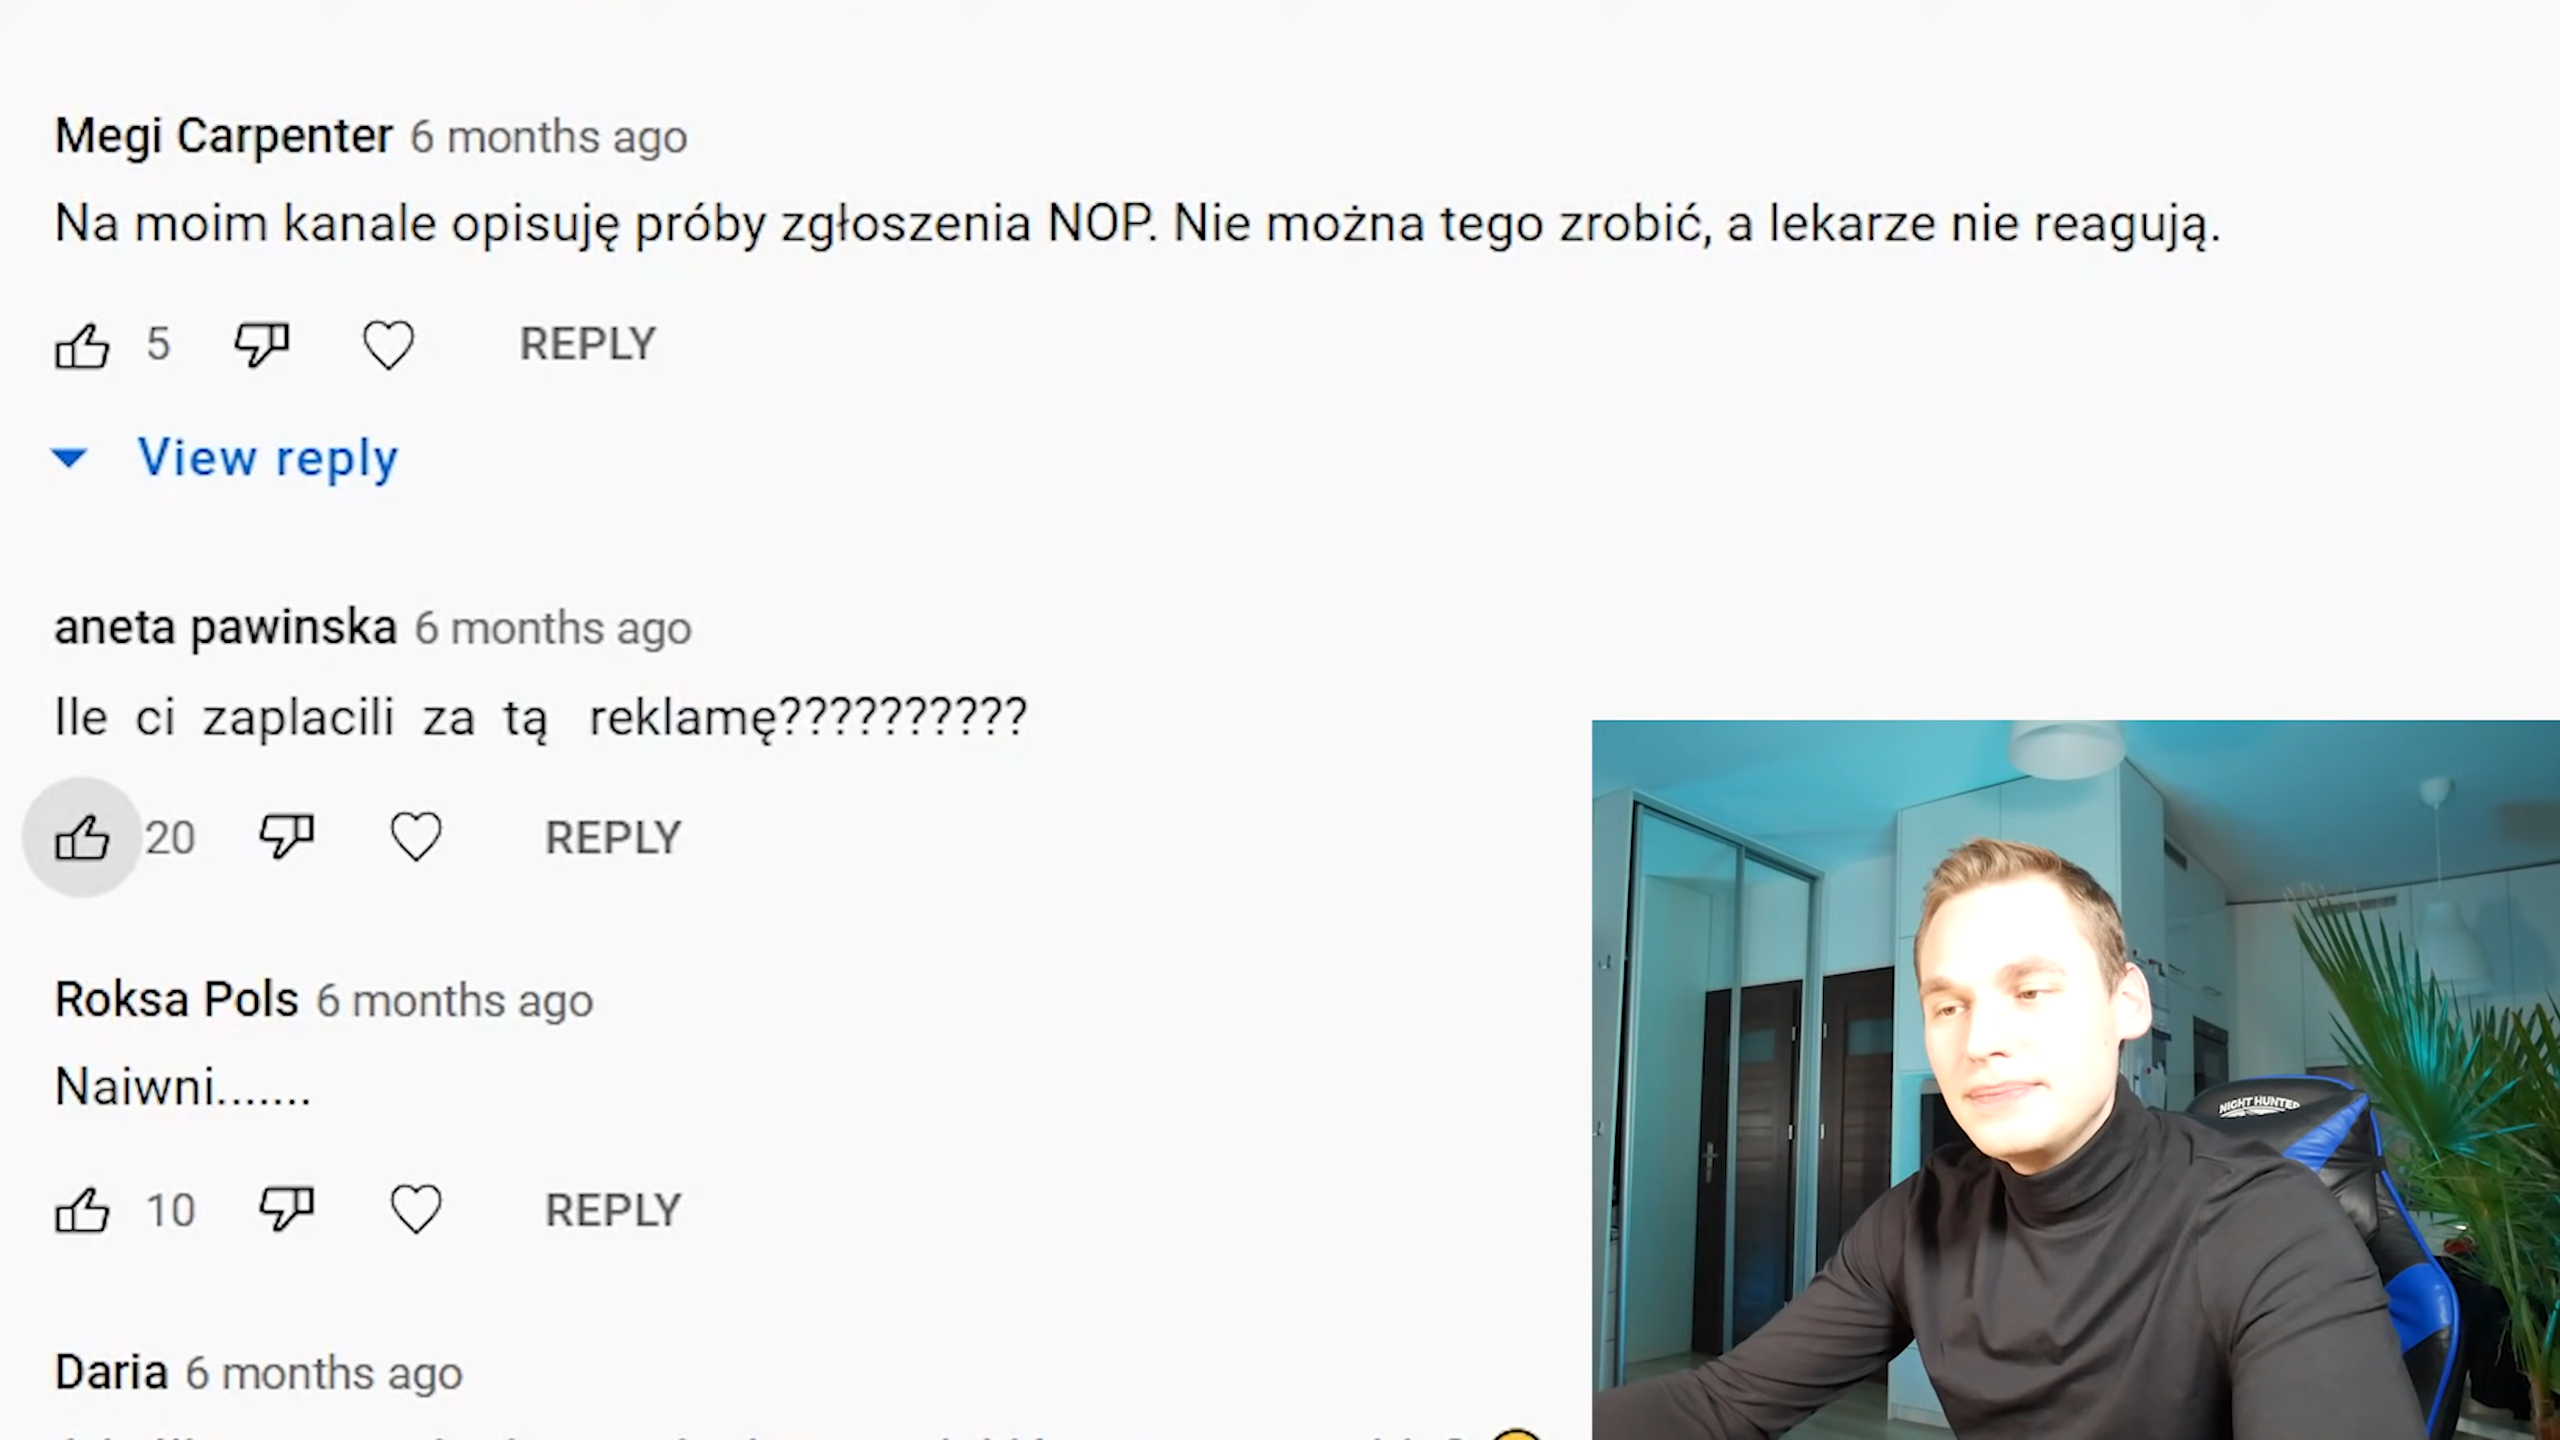 Megi Carpenter 6 months ago
Na moim kanale opisuję próby zgłoszenia NOP. Nie można tego zrobić, a lekarze nie reagują.
5 REPLY
View reply
aneta pawinska 6 months ago
Ile ci zaplacili za tą reklamę??????????
20 REPLY
Roksa Pols 6 months ago
Naiwni.......
10 REPLY
Daria 6 months ago
NIGHT HUNTER